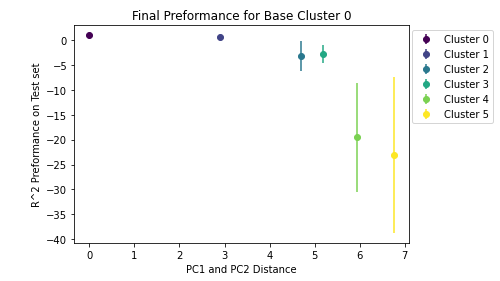 Final Preformance for Base Cluster 0
R^2 Preformance on Test set
0
−5
−10
−15
−20
−25
−30
−35
−40
0 1 2 3 4 5 6 7
PC1 and PC2 Distance
Cluster 0
Cluster 1
Cluster 2
Cluster 3
Cluster 4
Cluster 5